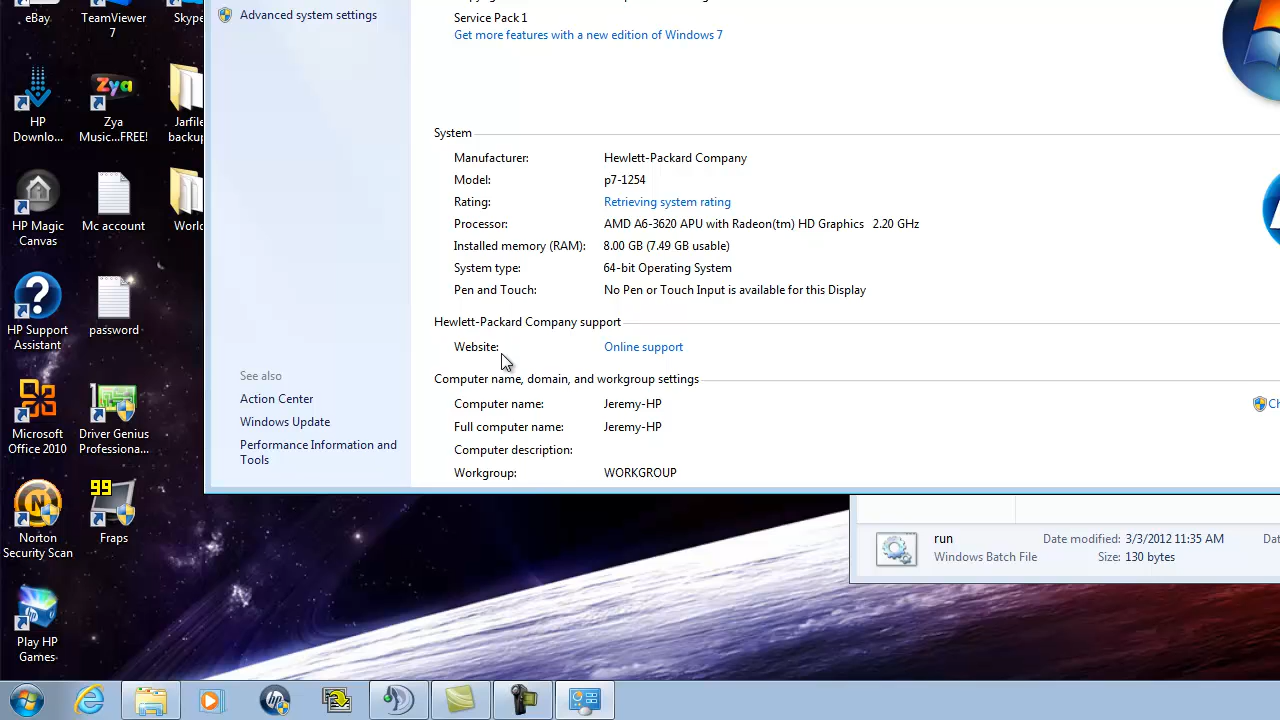 eBay
TeamViewer
7
Skype
HP
Downlo...
Zya
Zya
Music...FREE!
Jarfile
backup
HP Magic
Canvas
Mc account
World
HP Support
Assistant
password
Microsoft
Office 2010
Driver Genius
Professiona...
Norton
Security Scan
99
Fraps
Play HP
Games
Advanced system settings
See also
Action Center
Windows Update
Performance Information and
Tools
Service Pack 1
Get more features with a new edition of Windows 7
System
Manufacturer: Hewlett-Packard Company
Model: p7-1254
Rating: Retrieving system rating
Processor: AMD A6-3620 APU with Radeon(tm) HD Graphics 2.20 GHz
Installed memory (RAM): 8.00 GB (7.49 GB usable)
System type: 64-bit Operating System
Pen and Touch: No Pen or Touch Input is available for this Display
Hewlett-Packard Company support
Website: Online support
Computer name, domain, and workgroup settings
Computer name: Jeremy-HP
Full computer name: Jeremy-HP
Computer description:
Workgroup: WORKGROUP
run Date modified: 3/3/2012 11:35 AM
Windows Batch File Size: 130 bytes